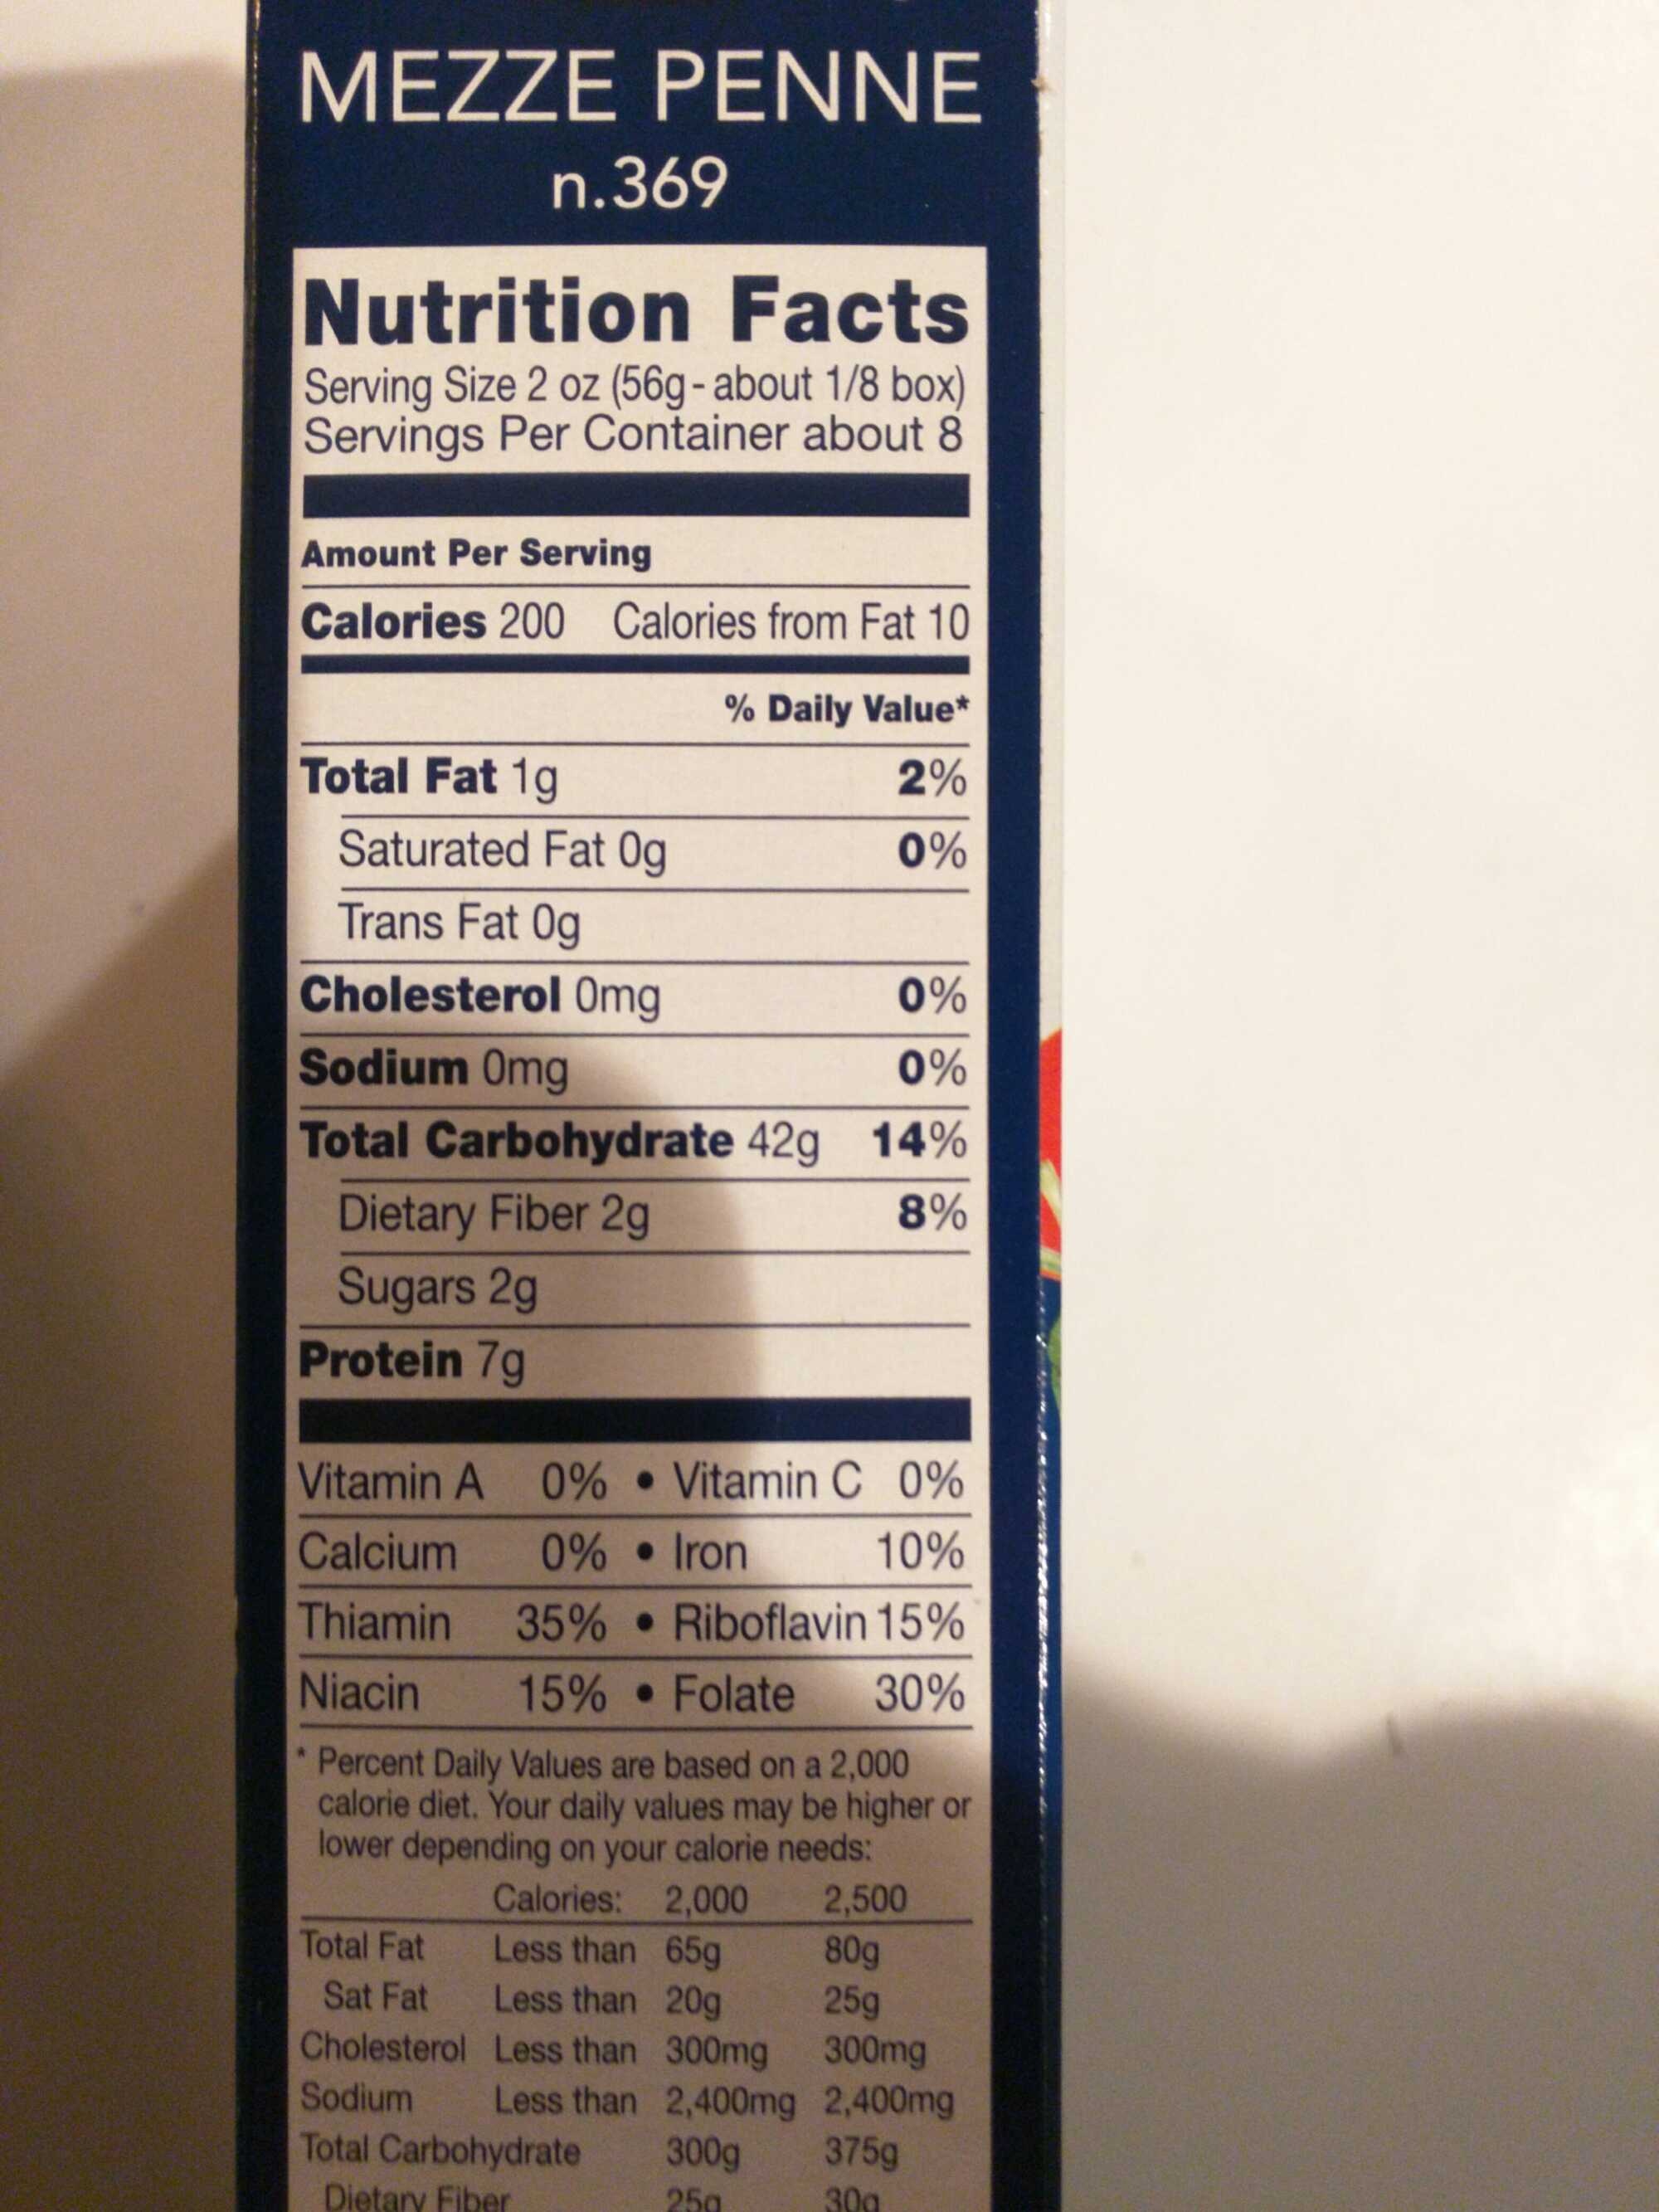 MEZZE PENNE
n.369
Nutrition Facts
Serving Size 2 oz (56g - about 1/8 box)
Servings Per Container about 8
Amount Per Serving
Calories 200 Calories from Fat 10
% Daily Value*
Total Fat 1g 2%
Saturated Fat 0g 0%
Trans Fat 0g
Cholesterol 0mg 0%
Sodium 0mg 0%
Total Carbohydrate 42g 14%
Dietary Fiber 2g 8%
Sugars 2g
Protein 7g
Vitamin A 0% • Vitamin C 0%
Calcium 0% • Iron 10%
Thiamin 35% • Riboflavin 15%
Niacin 15% • Folate 30%
* Percent Daily Values are based on a 2,000
calorie diet. Your daily values may be higher or
lower depending on your calorie needs:
Calories: 2,000 2,500
Total Fat Less than 65g 80g
Sat Fat Less than 20g 25g
Cholesterol Less than 300mg 300mg
Sodium Less than 2,400mg 2,400mg
Total Carbohydrate 300g 375g
Dietary Fiber 25g 30g